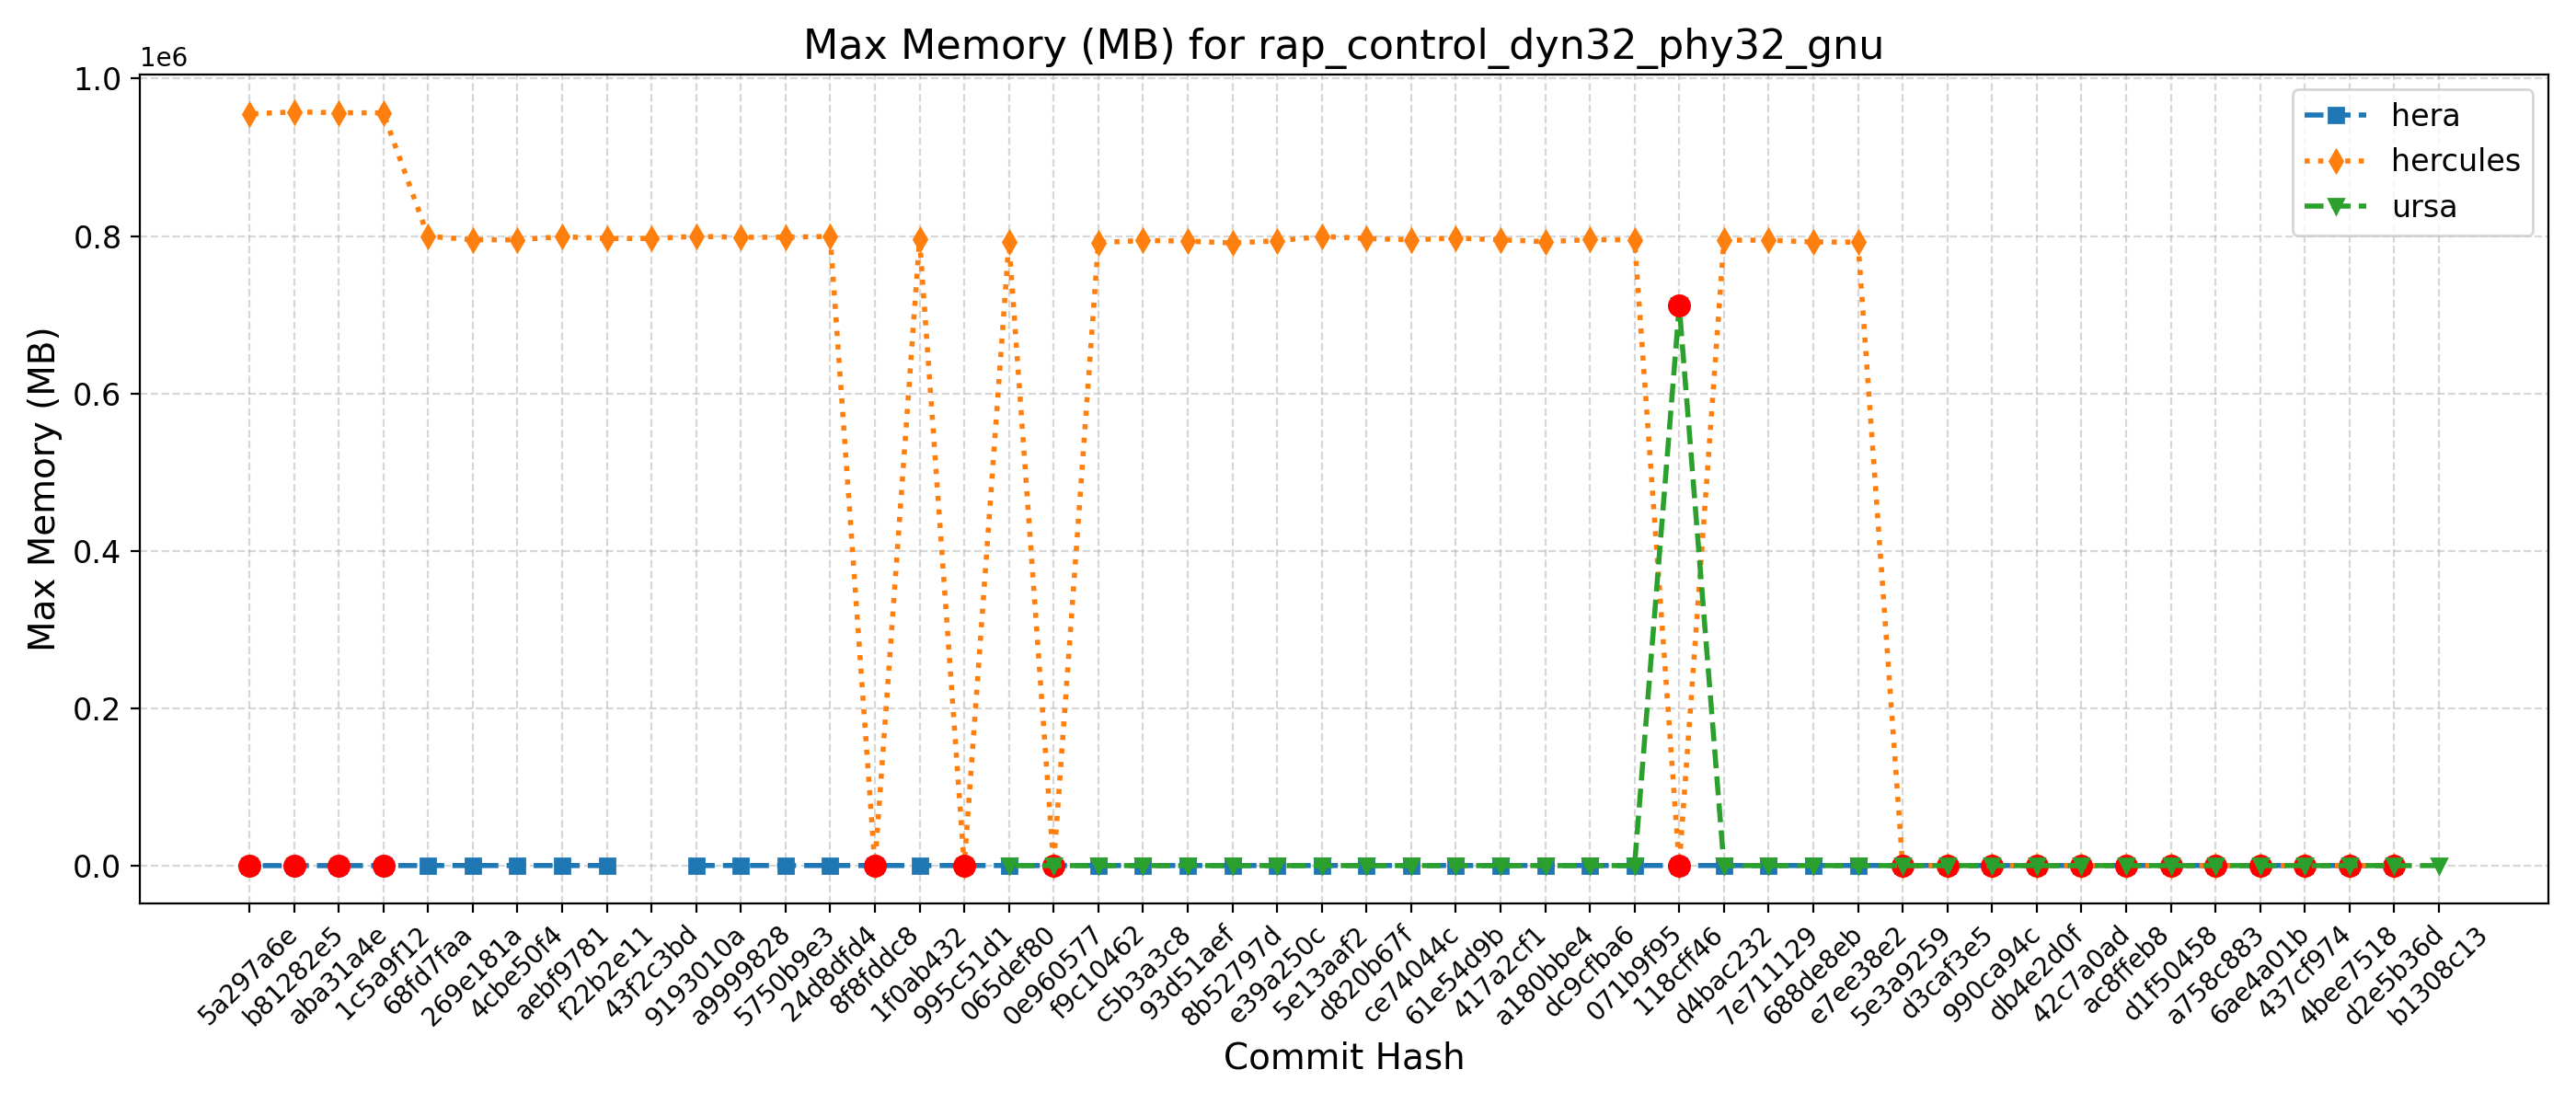 Max Memory (MB) for rap_control_dyn32_phy32_gnu
1e6
1.0
0.8
0.6
0.4
0.2
0.0
Max Memory (MB)
hera
hercules
ursa
5a297a6e
b81282e5
aba31a4e
1c5a9f12
68fd7faa
269e181a
4cbe50f4
aebf9781
f22b2e11
43f2c3bd
9193010a
a9999828
5750b9e3
24d8dfd4
8f8fddc8
1f0ab432
995c51d1
065def80
0e960577
f9c10462
c5b3a3c8
93d51aef
8b52797d
e39a250c
5e13aaf2
d820b67f
ce74044c
61e54d9b
417a2cf1
a180bbe4
dc9cfba6
071b9f95
118cff46
d4bac232
7e711129
688de8eb
e7ee38e2
5e3a9259
d3caf3e5
990ca94c
db4e2d0f
42c7a0ad
ac8ffeb8
d1f50458
a758c883
6ae4a01b
437cf974
4bee7518
d2e5b36d
b1308c13
Commit Hash